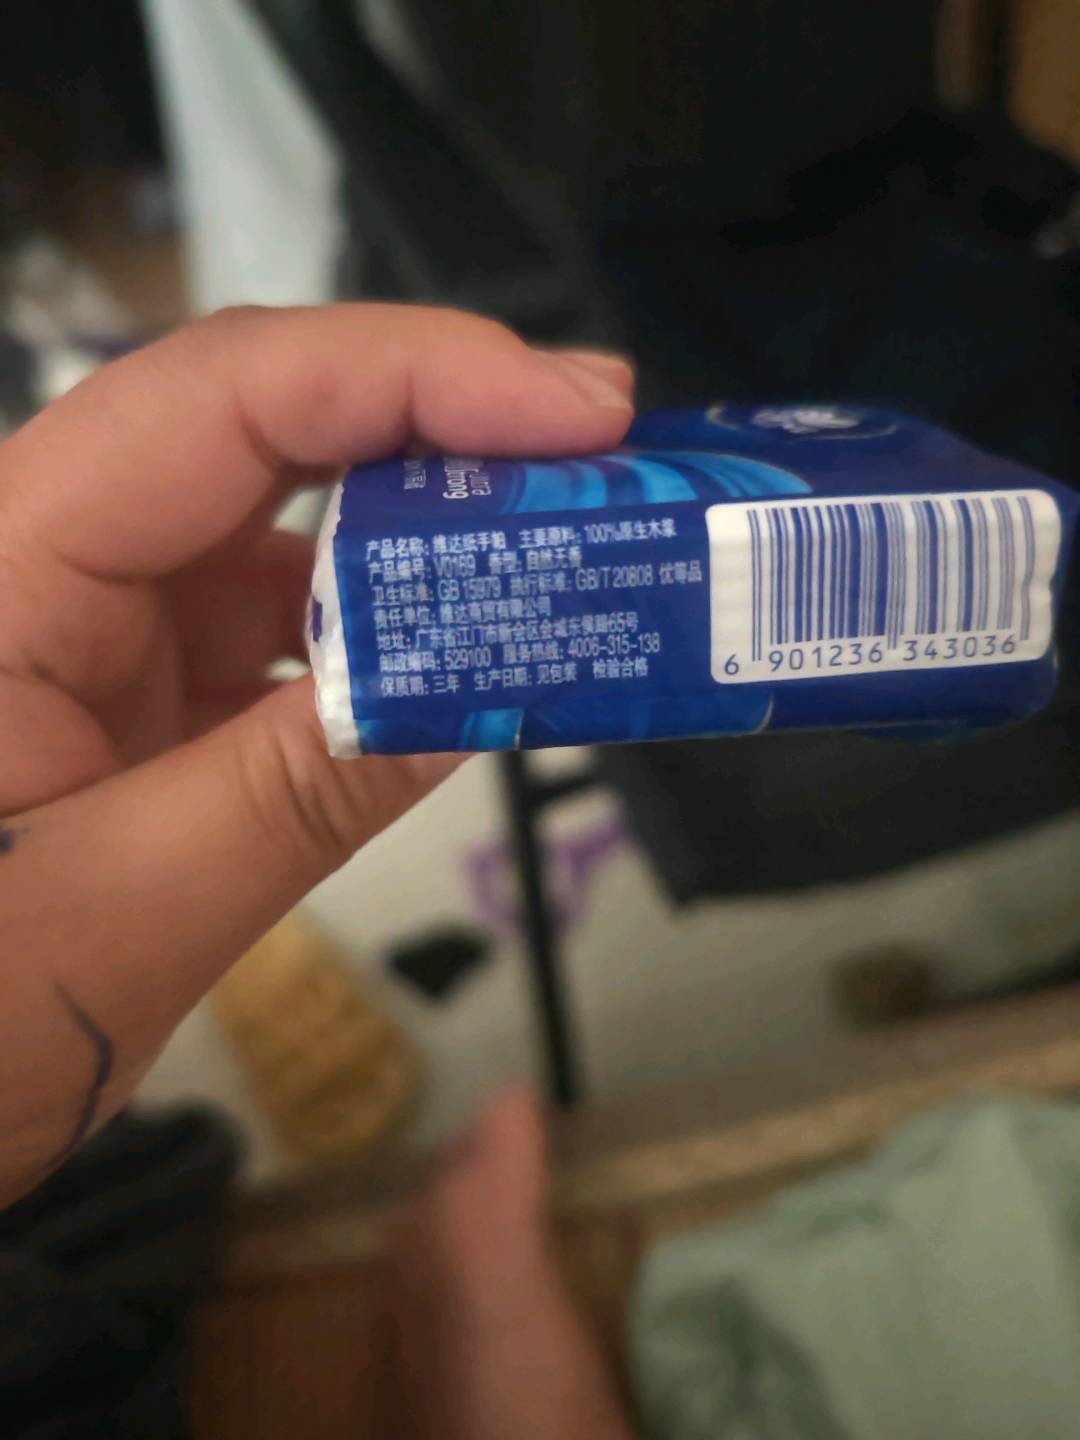 产品名称: 维达纸手帕 主要原料: 100%原生木浆
产品编号: V0169 香型: 自然无香
卫生标准: GB 15979 执行标准: GB/T 20808 优等品
责任单位: 维达商贸有限公司
地址: 广东省江门市新会区会城东侯路65号
邮政编码: 529100 服务热线: 4006-315-138
保质期: 三年 生产日期: 见包装 检验合格
6 901236 343036
Ultra
Strong